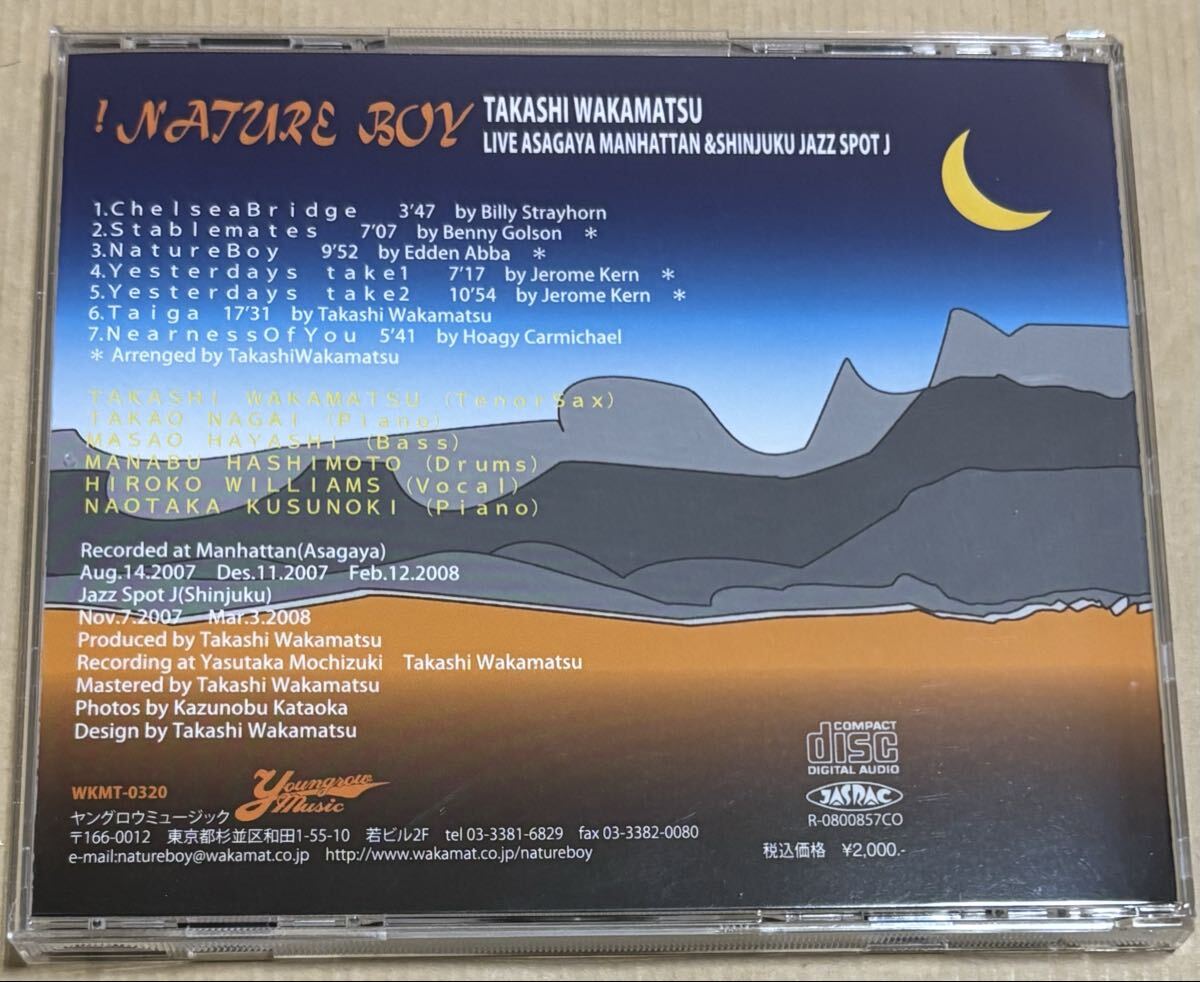 ! NATURE BOY
TAKASHI WAKAMATSU
LIVE ASAGAYA MANHATTAN &SHINJUKU JAZZ SPOT J
1.ChelseaBridge 3'47 by Billy Strayhorn
2.Stablemates 7'07 by Benny Golson ＊
3.NatureBoy 9'52 by Edden Abba ＊
4.Yesterdays take1 7'17 by Jerome Kern ＊
5.Yesterdays take2 10'54 by Jerome Kern ＊
6.Taiga 17'31 by Takashi Wakamatsu
7.NearnessOfYou 5'41 by Hoagy Carmichael
＊ Arranged by TakashiWakamatsu
TAKASHI WAKAMATSU (TenorSax)
TAKAO NAGAI (Piano)
MASAO HAYASHI (Bass)
MANABU HASHIMOTO (Drums)
HIROKO WILLIAMS (Vocal)
NAOTAKA KUSUNOKI (Piano)
Recorded at Manhattan(Asagaya)
Aug.14.2007 Des.11.2007 Feb.12.2008
Jazz Spot J(Shinjuku)
Nov.7.2007 Mar.3.2008
Produced by Takashi Wakamatsu
Recording at Yasutaka Mochizuki Takashi Wakamatsu
Mastered by Takashi Wakamatsu
Photos by Kazunobu Kataoka
Design by Takashi Wakamatsu
WKMT-0320
Youngrow Music
ヤングロウミュージック
〒166-0012 東京都杉並区和田1-55-10 若ビル2F tel 03-3381-6829 fax 03-3382-0080
e-mail:natureboy@wakamat.co.jp http://www.wakamat.co.jp/natureboy
COMPACT
disc
DIGITAL AUDIO
JASRAC
R-0800857CO
税込価格 ¥2,000.-